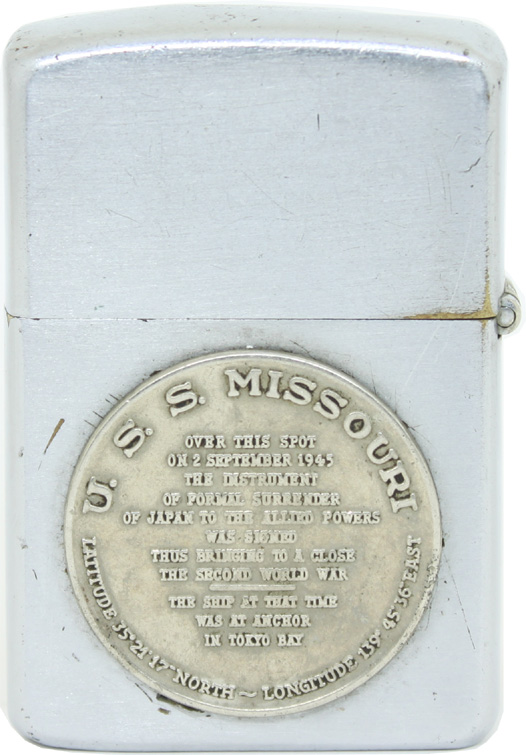 U. S. S. MISSOURI
OVER THIS SPOT
ON 2 SEPTEMBER 1945
THE INSTRUMENT
OF FORMAL SURRENDER
OF JAPAN TO THE ALLIED POWERS
WAS SIGNED
THUS BRINGING TO A CLOSE
THE SECOND WORLD WAR
THE SHIP AT THAT TIME
WAS AT ANCHOR
IN TOKYO BAY
LATITUDE 35° 21' 17" NORTH ~ LONGITUDE 139° 45' 36" EAST